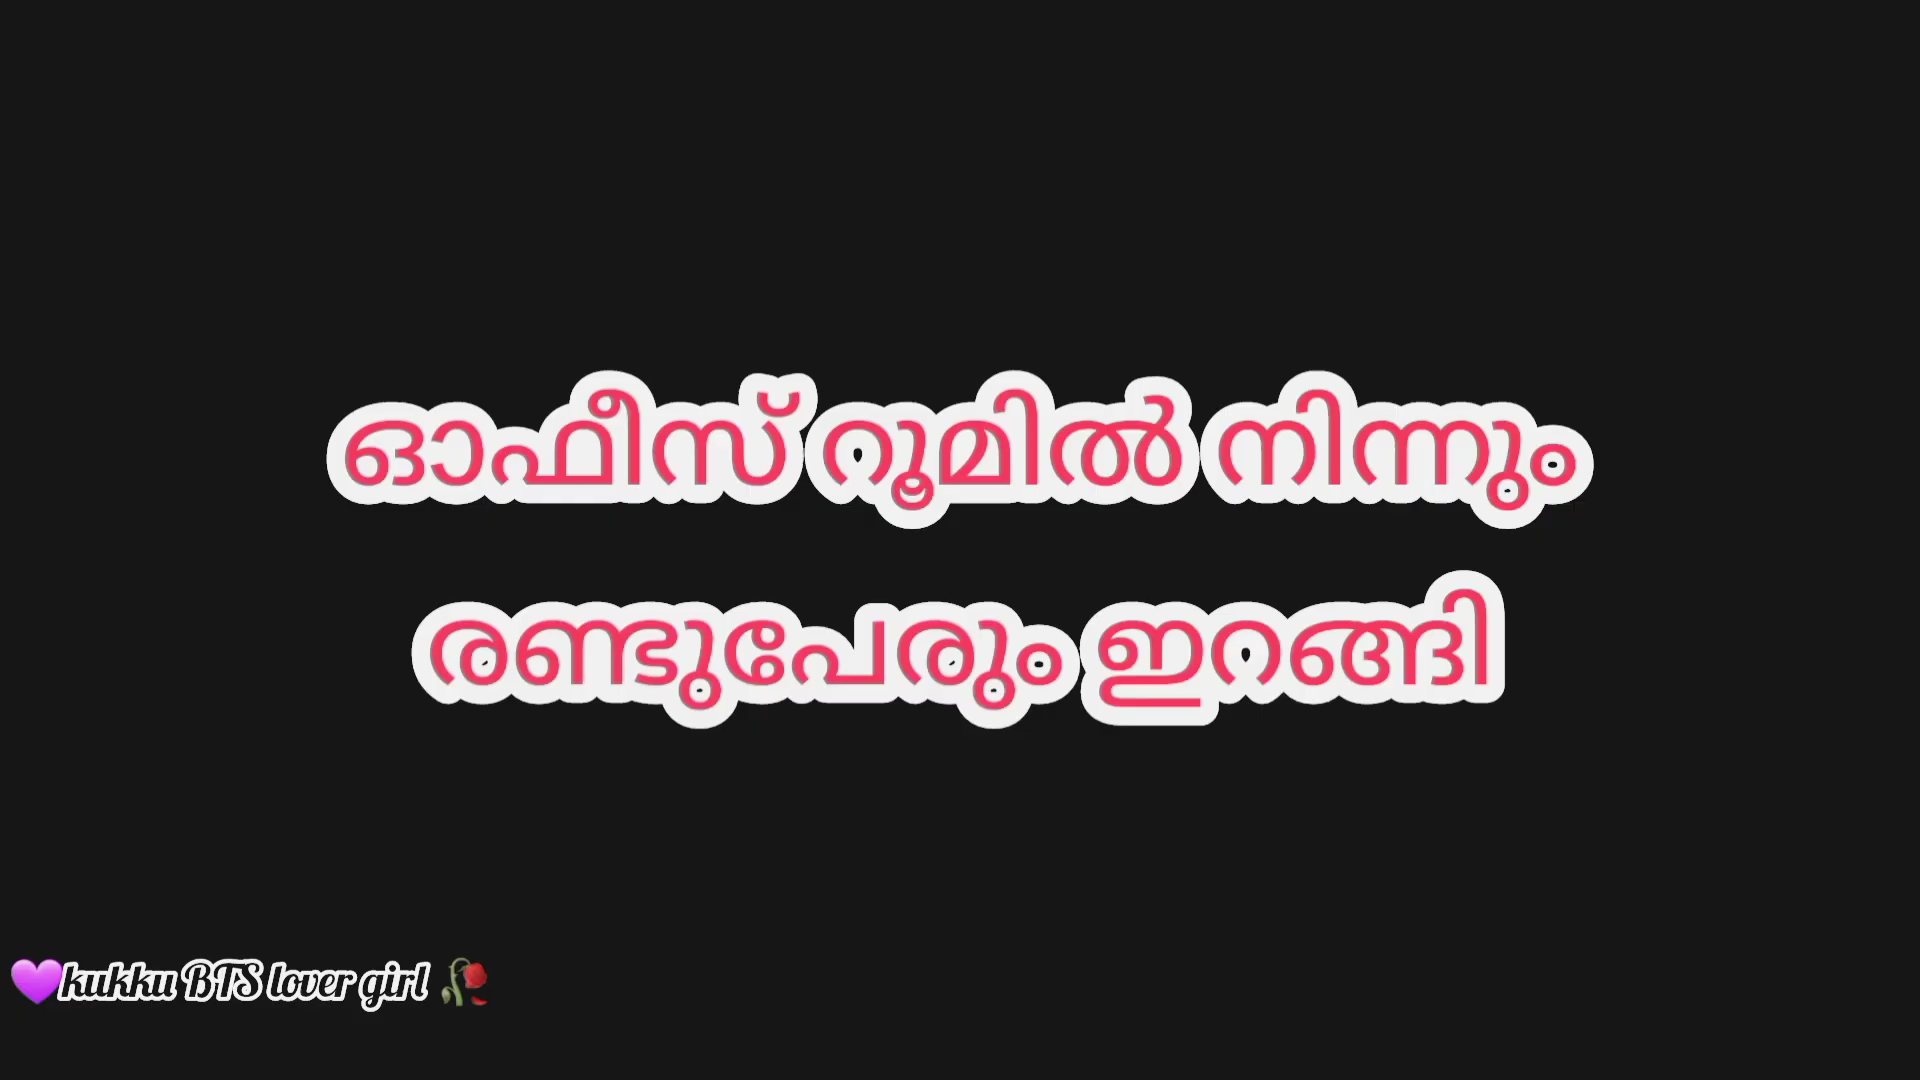 ഓഫീസ് റൂമിൽ നിന്നും
രണ്ടുപേരും ഇറങ്ങി
💜kukku BTS lover girl 🥀